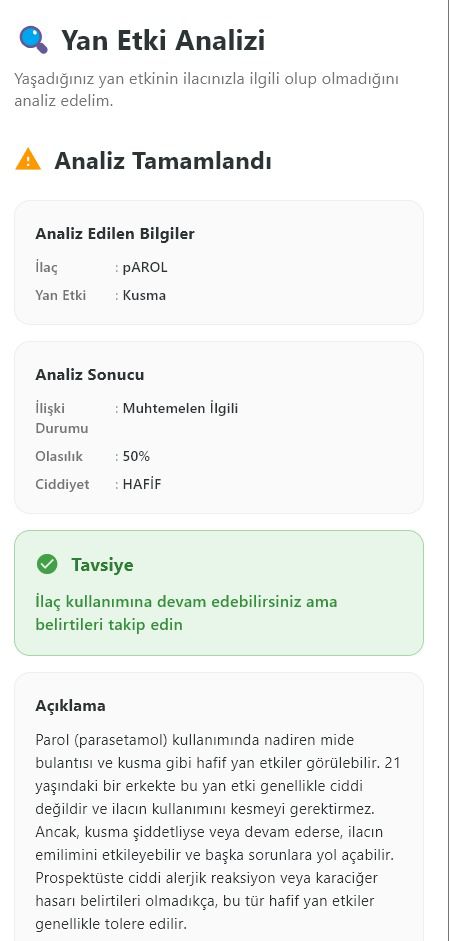 Yan Etki Analizi
Yaşadığınız yan etkinin ilacınızla ilgili olup olmadığını
analiz edelim.
Analiz Tamamlandı
Analiz Edilen Bilgiler
İlaç : pAROL
Yan Etki : Kusma
Analiz Sonucu
İlişki : Muhtemelen İlgili
Durumu
Olasılık : 50%
Ciddiyet : HAFİF
Tavsiye
İlaç kullanımına devam edebilirsiniz ama
belirtileri takip edin
Açıklama
Parol (parasetamol) kullanımında nadiren mide
bulantısı ve kusma gibi hafif yan etkiler görülebilir. 21
yaşındaki bir erkekte bu yan etki genellikle ciddi
değildir ve ilacın kullanımını kesmeyi gerektirmez.
Ancak, kusma şiddetliyse veya devam ederse, ilacın
emilimini etkileyebilir ve başka sorunlara yol açabilir.
Prospektüste ciddi alerjik reaksiyon veya karaciğer
hasarı belirtileri olmadıkça, bu tür hafif yan etkiler
genellikle tolere edilir.